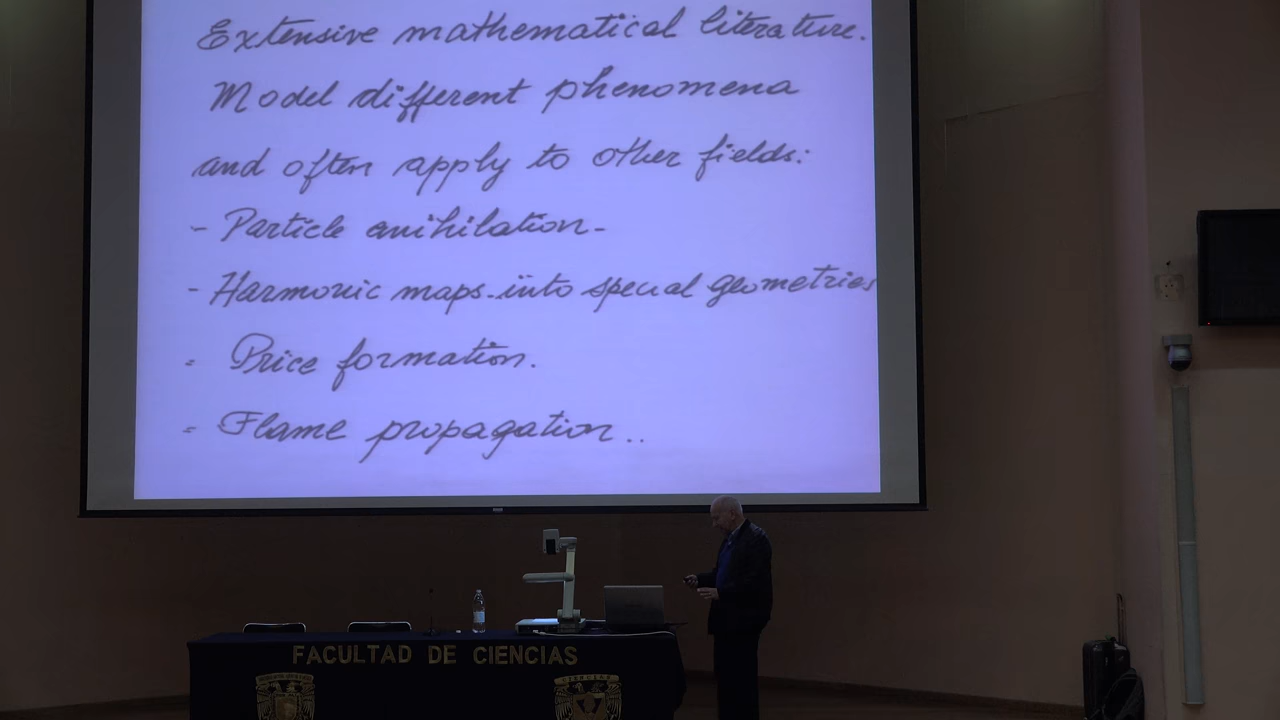 Extensive mathematical literature.
Model different phenomena
and often apply to other fields:
- Particle anihilation-
- Harmonic maps-into special geometries
= Price formation.
= Flame propagation..
FACULTAD DE CIENCIAS